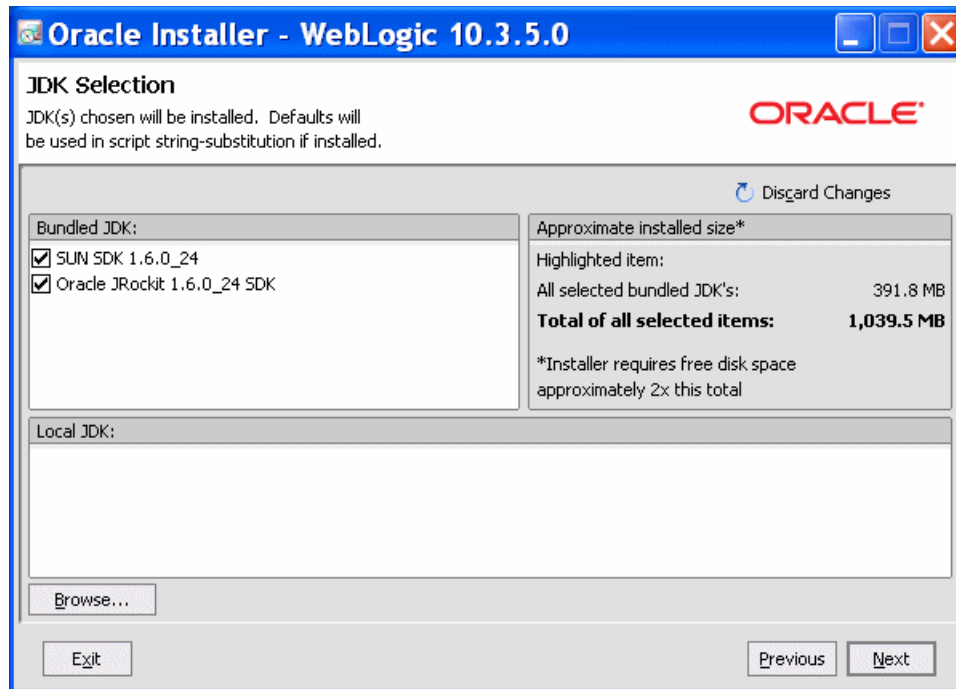 Oracle Installer - WebLogic 10.3.5.0
JDK Selection
JDK(s) chosen will be installed. Defaults will
be used in script string-substitution if installed.
ORACLE
Discard Changes
Bundled JDK:
SUN SDK 1.6.0_24
Oracle JRockit 1.6.0_24 SDK
Approximate installed size*
Highlighted item:
All selected bundled JDK's: 391.8 MB
Total of all selected items: 1,039.5 MB
*Installer requires free disk space
approximately 2x this total
Local JDK:
Browse...
Exit
Previous
Next